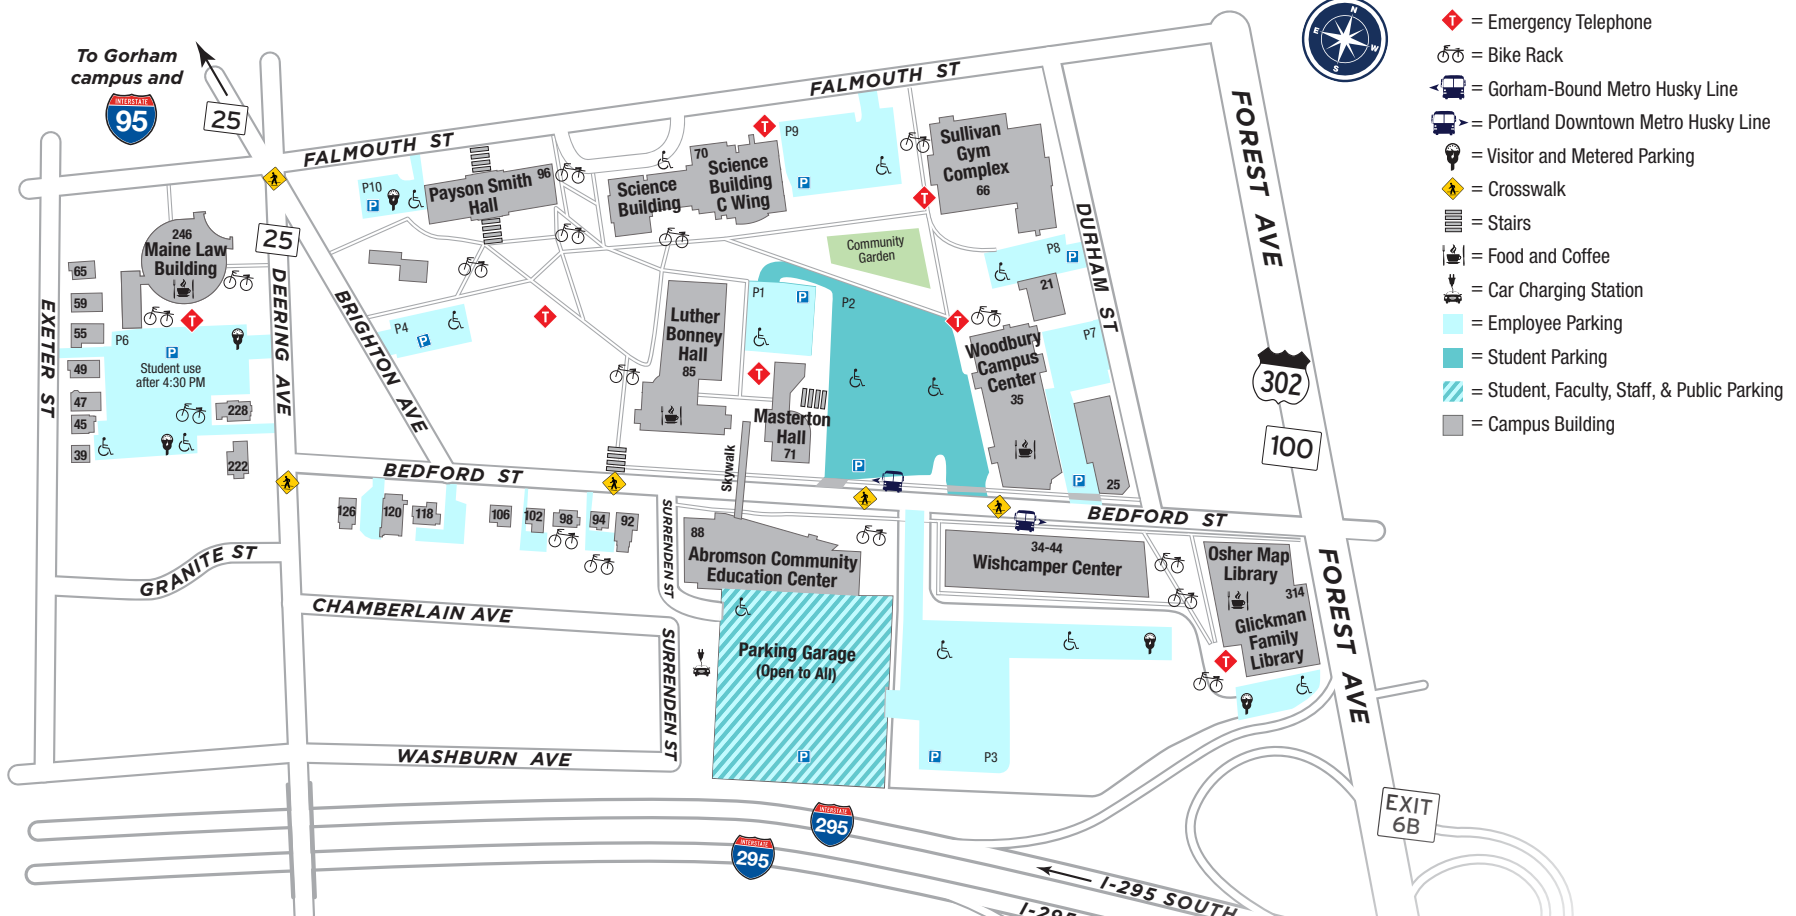 To Gorham
campus and
INTERSTATE
95
25
FALMOUTH ST
FALMOUTH ST
N
E
W
S
T = Emergency Telephone
= Bike Rack
= Gorham-Bound Metro Husky Line
= Portland Downtown Metro Husky Line
= Visitor and Metered Parking
= Crosswalk
= Stairs
= Food and Coffee
= Car Charging Station
= Employee Parking
= Student Parking
= Student, Faculty, Staff, & Public Parking
= Campus Building
P10
P
Payson Smith
Hall
96
Science
Building
70
Science
Building
C Wing
T
P9
P
Sullivan
Gym
Complex
66
T
FOREST AVE
DURHAM ST
P8
P
21
P7
P
25
246
Maine Law
Building
25
65
59
55
49
47
45
39
EXETER ST
T
P6
P
Student use
after 4:30 PM
228
222
DEERING AVE
BRIGHTON AVE
P4
P
T
Luther
Bonney
Hall
85
P1
P
T
Masterton
Hall
71
Skywalk
P2
P
Community
Garden
T
Woodbury
Campus
Center
35
302
100
BEDFORD ST
BEDFORD ST
126
120
118
106
102
98
94
92
SURRENDEN ST
88
Abromson Community
Education Center
34-44
Wishcamper Center
Osher Map
Library
314
Glickman
Family
Library
T
FOREST AVE
GRANITE ST
CHAMBERLAIN AVE
SURRENDEN ST
Parking Garage
(Open to All)
P
P
P3
WASHBURN AVE
INTERSTATE
295
INTERSTATE
295
EXIT
6B
I-295 SOUTH
I-295